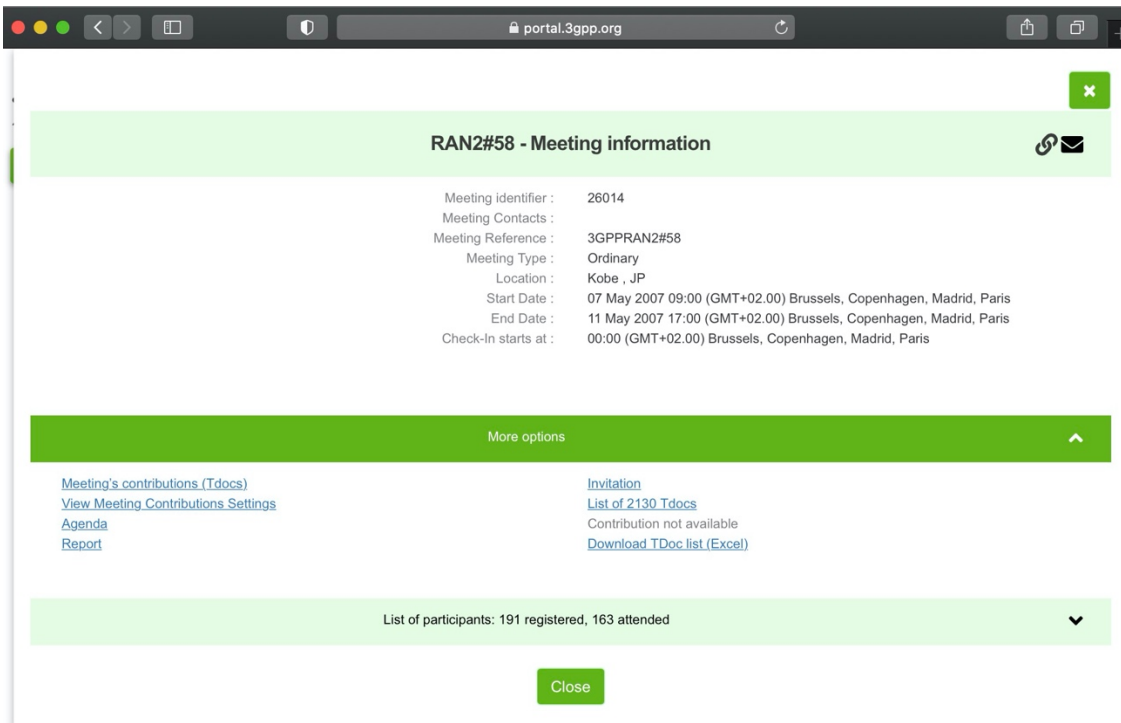 portal.3gpp.org
RAN2#58 - Meeting information
Meeting identifier : 26014
Meeting Contacts :
Meeting Reference : 3GPPRAN2#58
Meeting Type : Ordinary
Location : Kobe , JP
Start Date : 07 May 2007 09:00 (GMT+02.00) Brussels, Copenhagen, Madrid, Paris
End Date : 11 May 2007 17:00 (GMT+02.00) Brussels, Copenhagen, Madrid, Paris
Check-In starts at : 00:00 (GMT+02.00) Brussels, Copenhagen, Madrid, Paris
More options
Meeting's contributions (Tdocs) Invitation
View Meeting Contributions Settings List of 2130 Tdocs
Agenda Contribution not available
Report Download TDoc list (Excel)
List of participants: 191 registered, 163 attended
Close